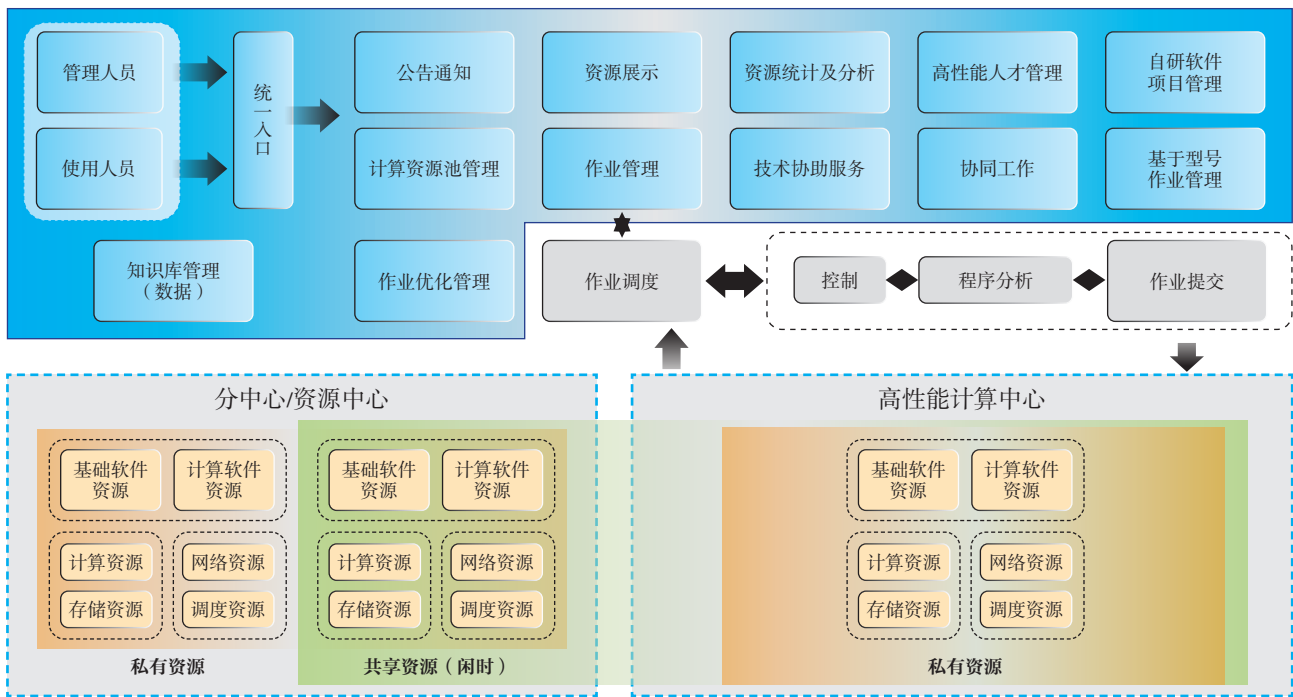 管理人员
使用人员
统一入口
公告通知
资源展示
资源统计及分析
高性能人才管理
自研软件
项目管理
计算资源池管理
作业管理
技术协助服务
协同工作
基于型号
作业管理
知识库管理
（数据）
作业优化管理
作业调度
控制
程序分析
作业提交
分中心/资源中心
基础软件
资源
计算软件
资源
计算资源
网络资源
存储资源
调度资源
私有资源
基础软件
资源
计算软件
资源
计算资源
网络资源
存储资源
调度资源
共享资源（闲时）
高性能计算中心
基础软件
资源
计算软件
资源
计算资源
网络资源
存储资源
调度资源
私有资源